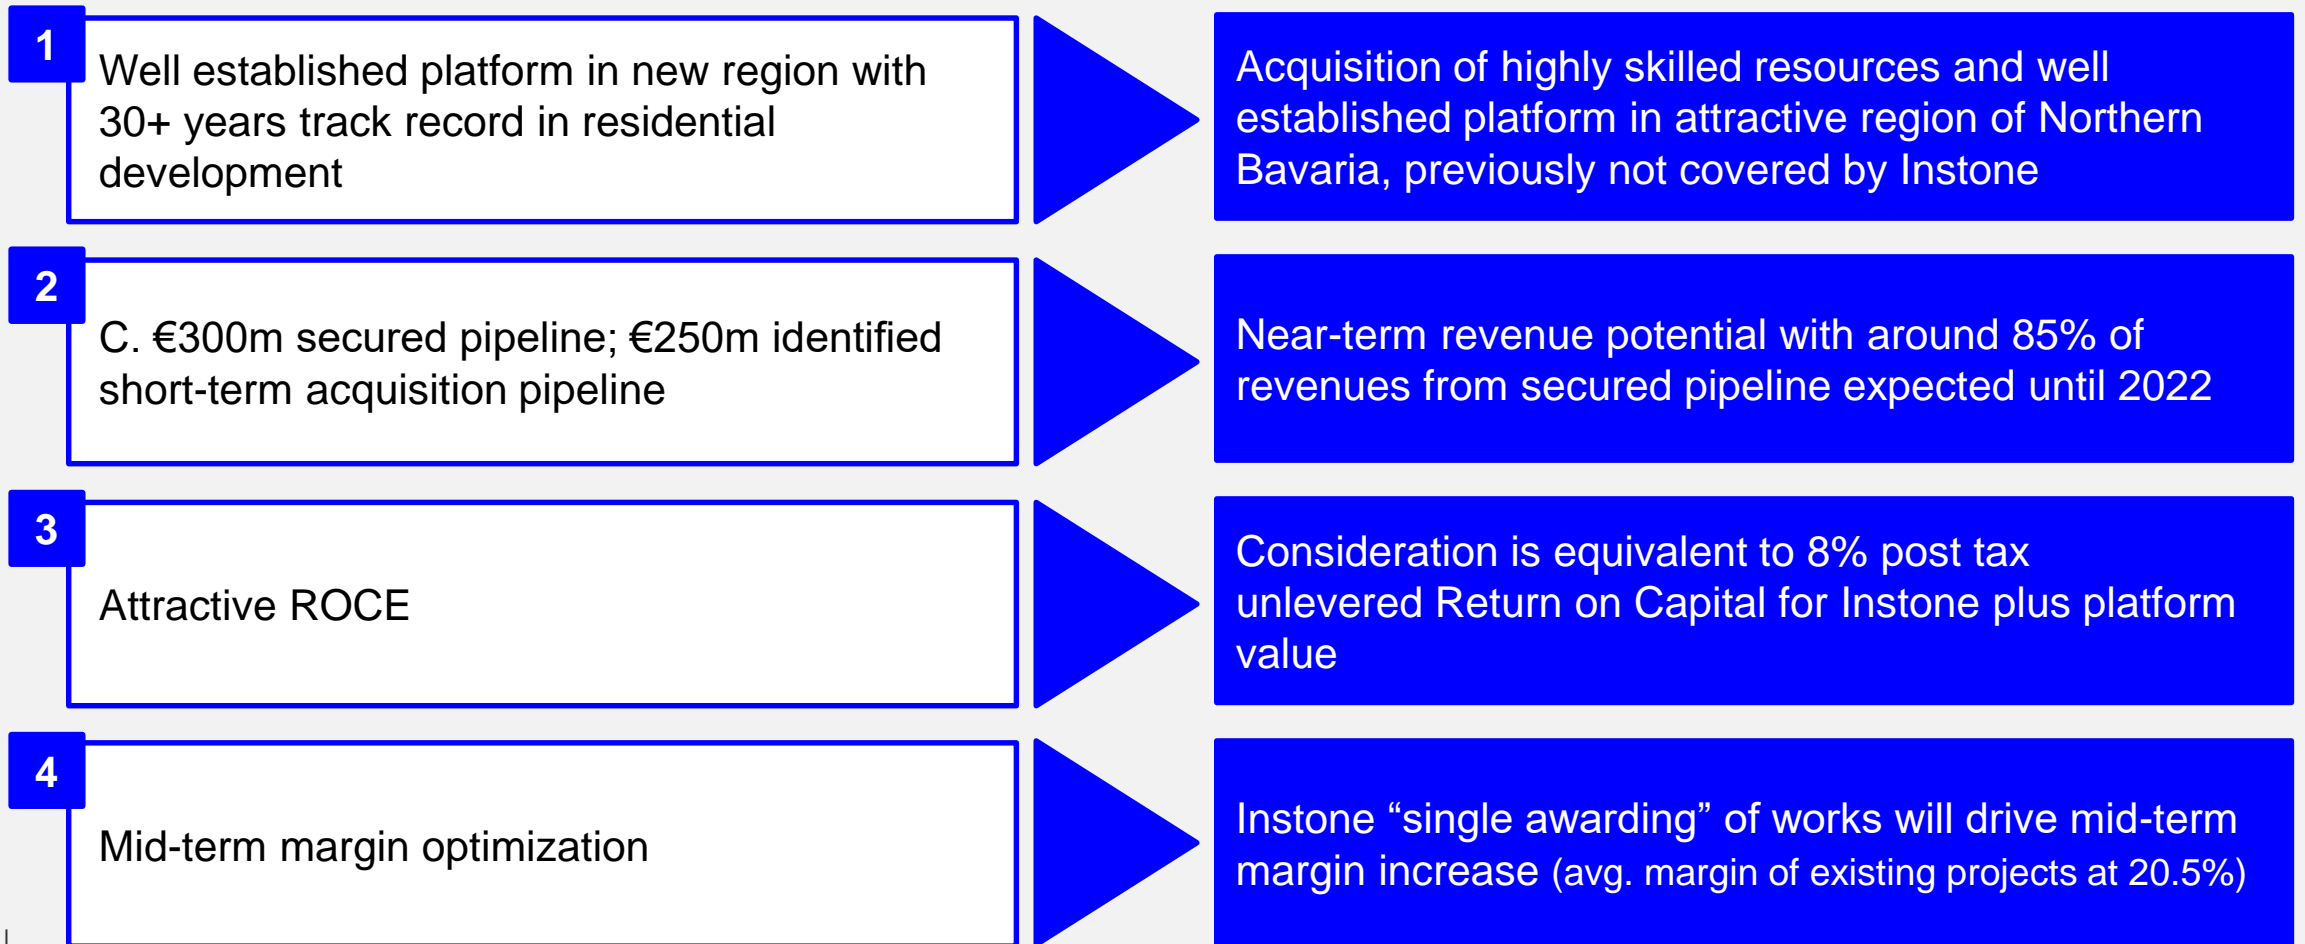 1
Well established platform in new region with
30+ years track record in residential
development
Acquisition of highly skilled resources and well
established platform in attractive region of Northern
Bavaria, previously not covered by Instone
2
C. €300m secured pipeline; €250m identified
short-term acquisition pipeline
Near-term revenue potential with around 85% of
revenues from secured pipeline expected until 2022
3
Attractive ROCE
Consideration is equivalent to 8% post tax
unlevered Return on Capital for Instone plus platform
value
4
Mid-term margin optimization
Instone “single awarding” of works will drive mid-term
margin increase (avg. margin of existing projects at 20.5%)